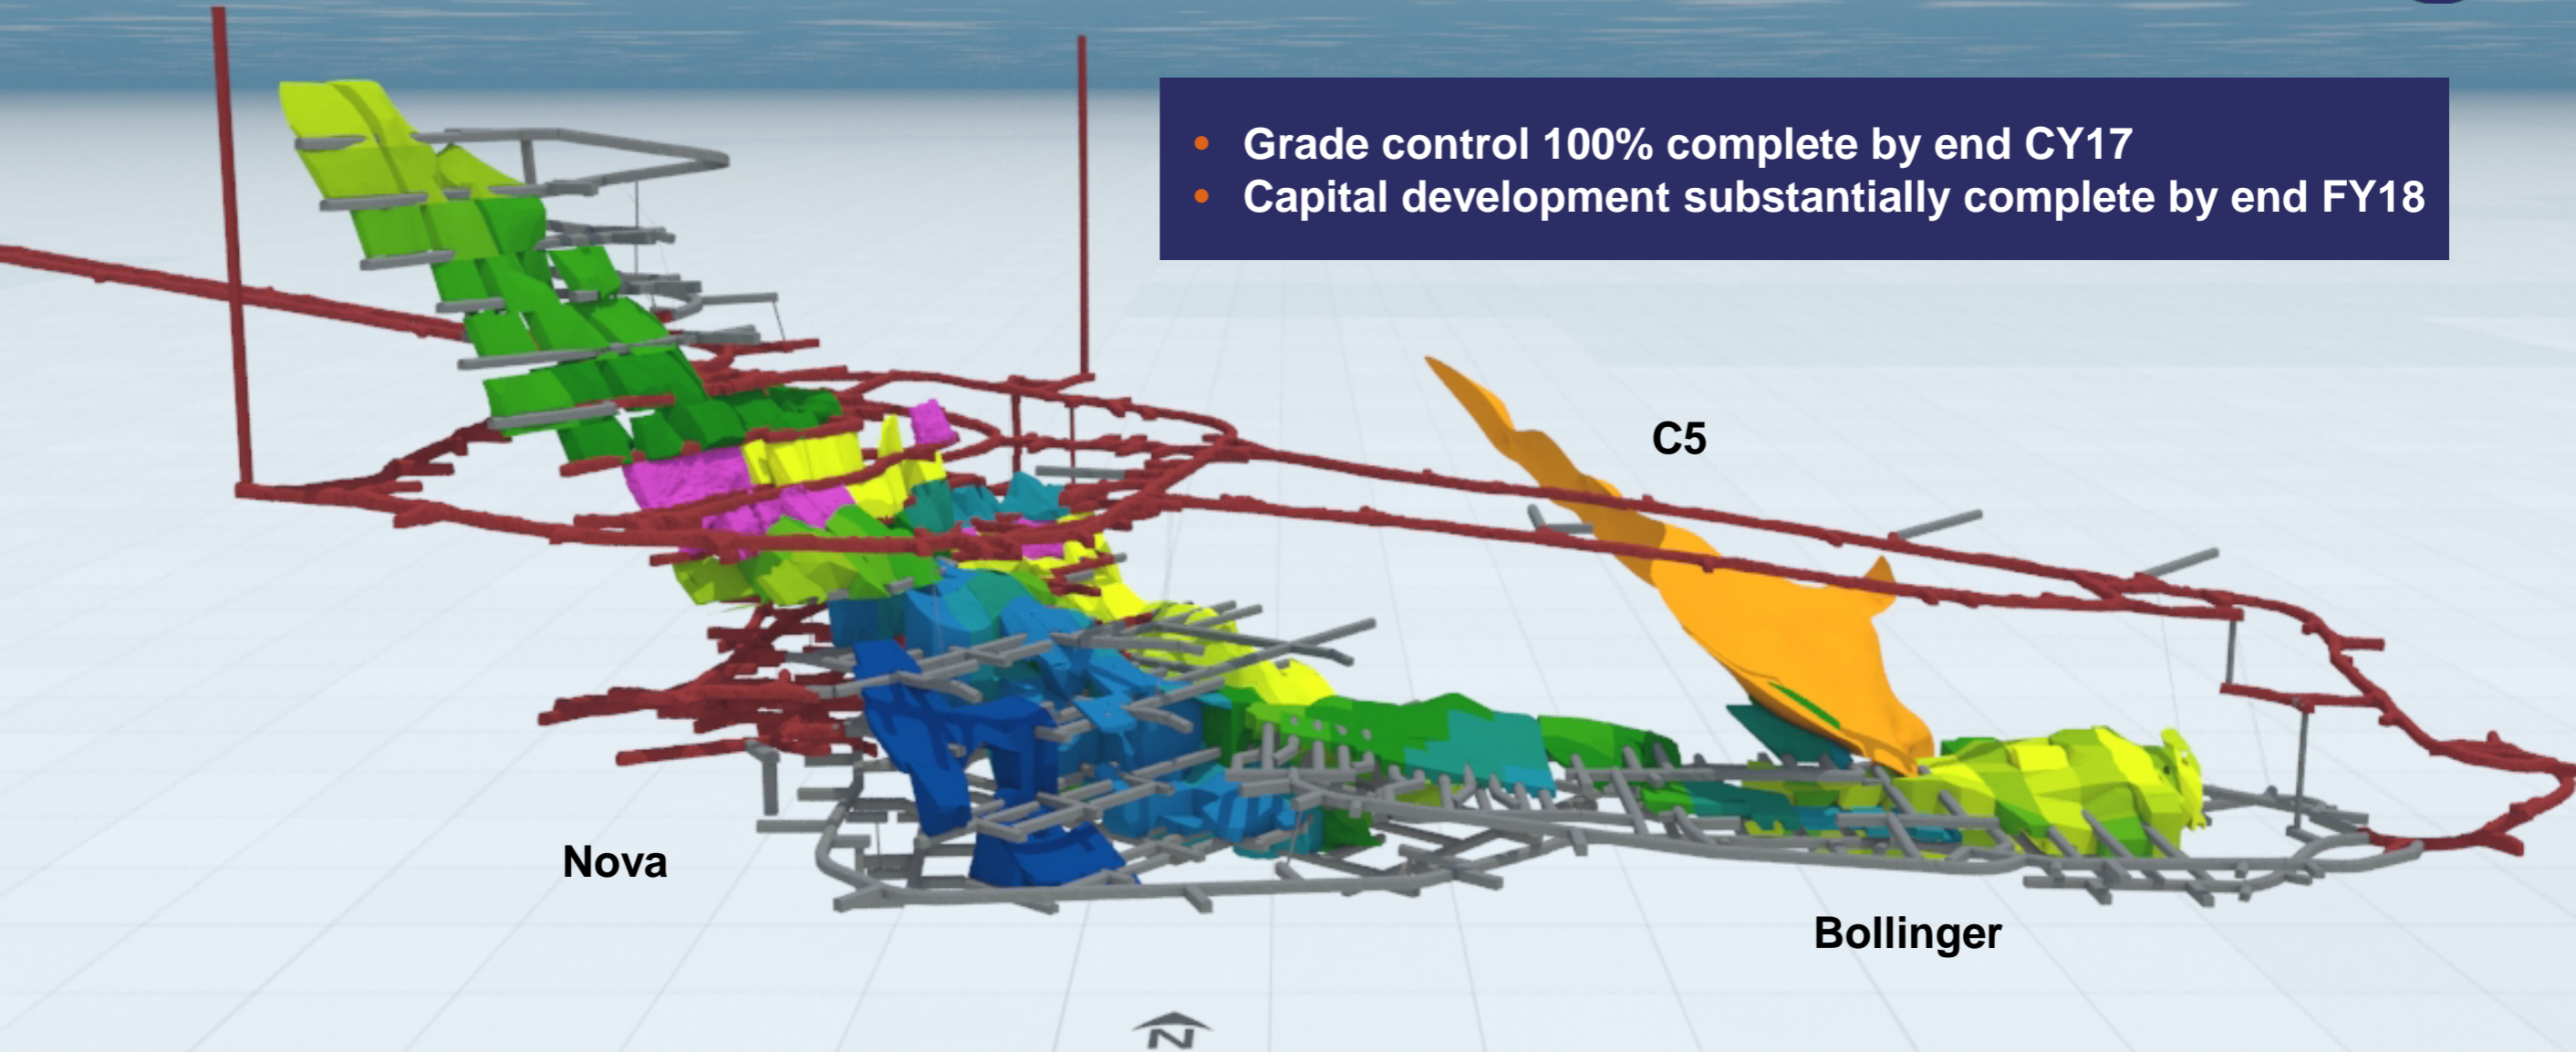 • Grade control 100% complete by end CY17
• Capital development substantially complete by end FY18
C5
Nova
Bollinger
N